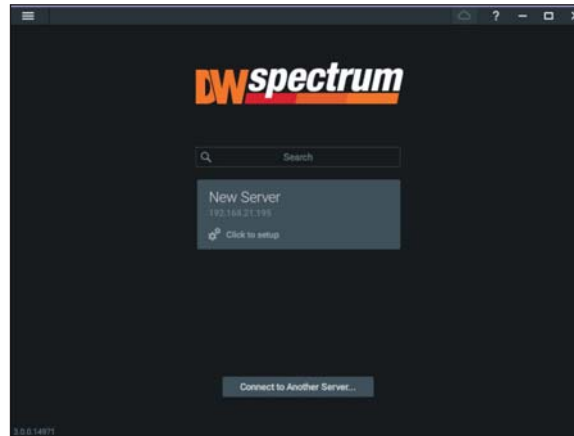 ?
DWspectrum
Search
New Server
192.168.21.195
Click to setup
Connect to Another Server...
3.0.0.14971